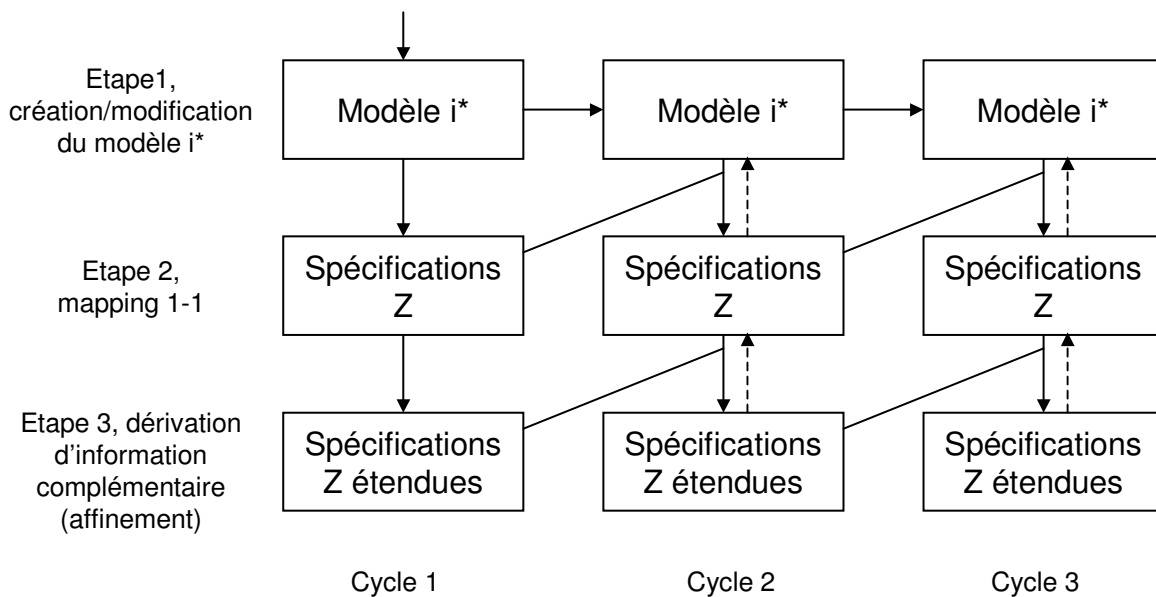 Etape1,
création/modification
du modèle i*
Modèle i*
Modèle i*
Modèle i*
Etape 2,
mapping 1-1
Spécifications
Z
Spécifications
Z
Spécifications
Z
Etape 3, dérivation
d'information
complémentaire
(affinement)
Spécifications
Z étendues
Spécifications
Z étendues
Spécifications
Z étendues
Cycle 1
Cycle 2
Cycle 3